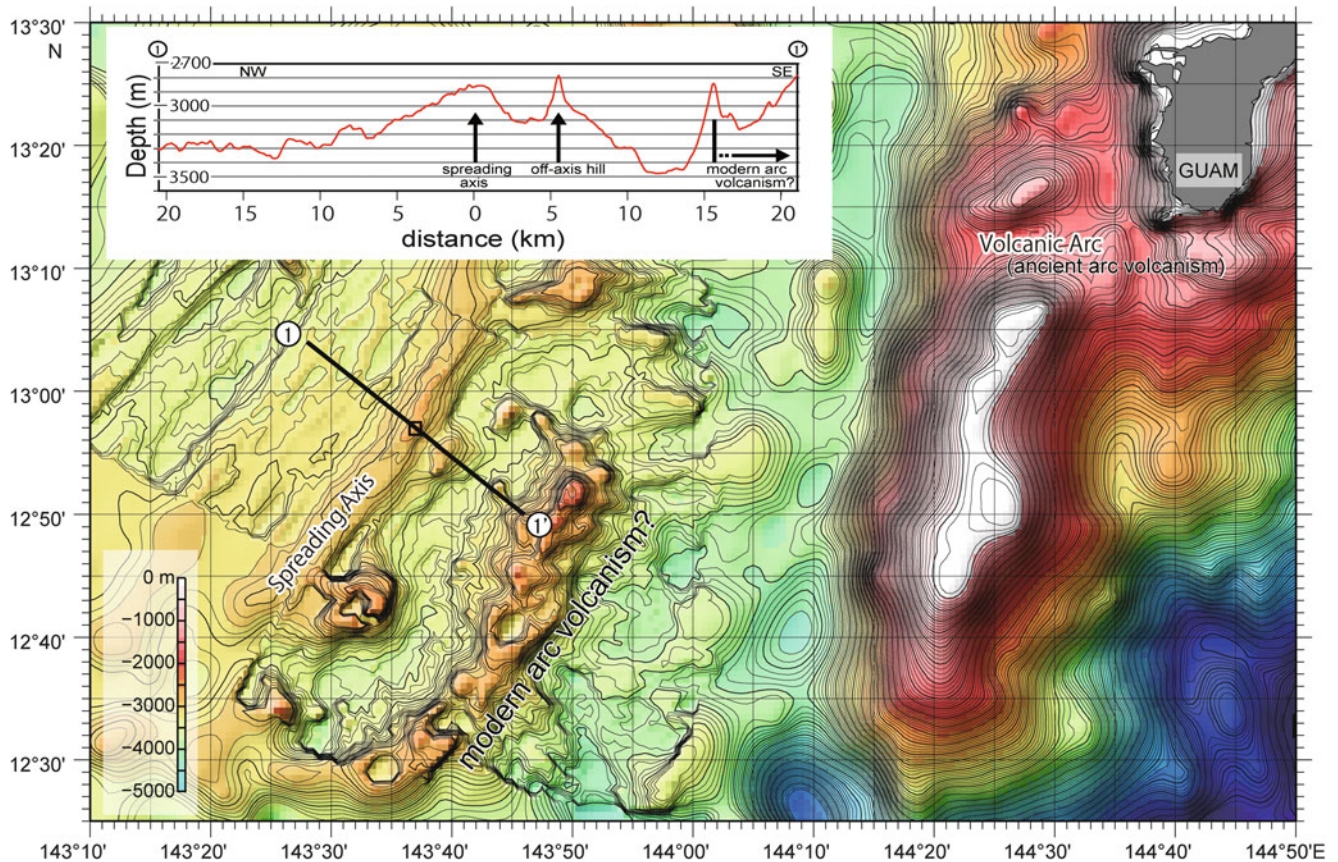 13°30'
N
13°20'
13°10'
13°00'
12°50'
12°40'
12°30'
①
①'
−2700
NW
SE
−3000
−3500
Depth (m)
spreading
axis
off-axis hill
modern arc
volcanism?
20
15
10
5
0
5
10
15
20
distance (km)
GUAM
Volcanic Arc
(ancient arc volcanism)
1
1'
Spreading Axis
modern arc volcanism?
0 m
−1000
−2000
−3000
−4000
−5000
143°10'
143°20'
143°30'
143°40'
143°50'
144°00'
144°10'
144°20'
144°30'
144°40'
144°50'E